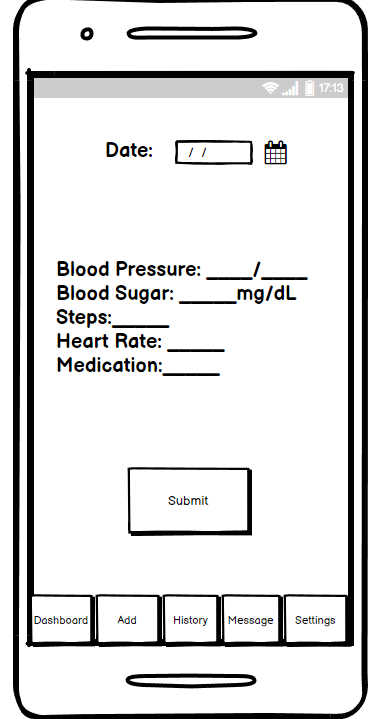 17:13
Date: / /
Blood Pressure: ____/____
Blood Sugar: _____mg/dL
Steps:_____
Heart Rate: _____
Medication:_____
Submit
Dashboard Add History Message Settings